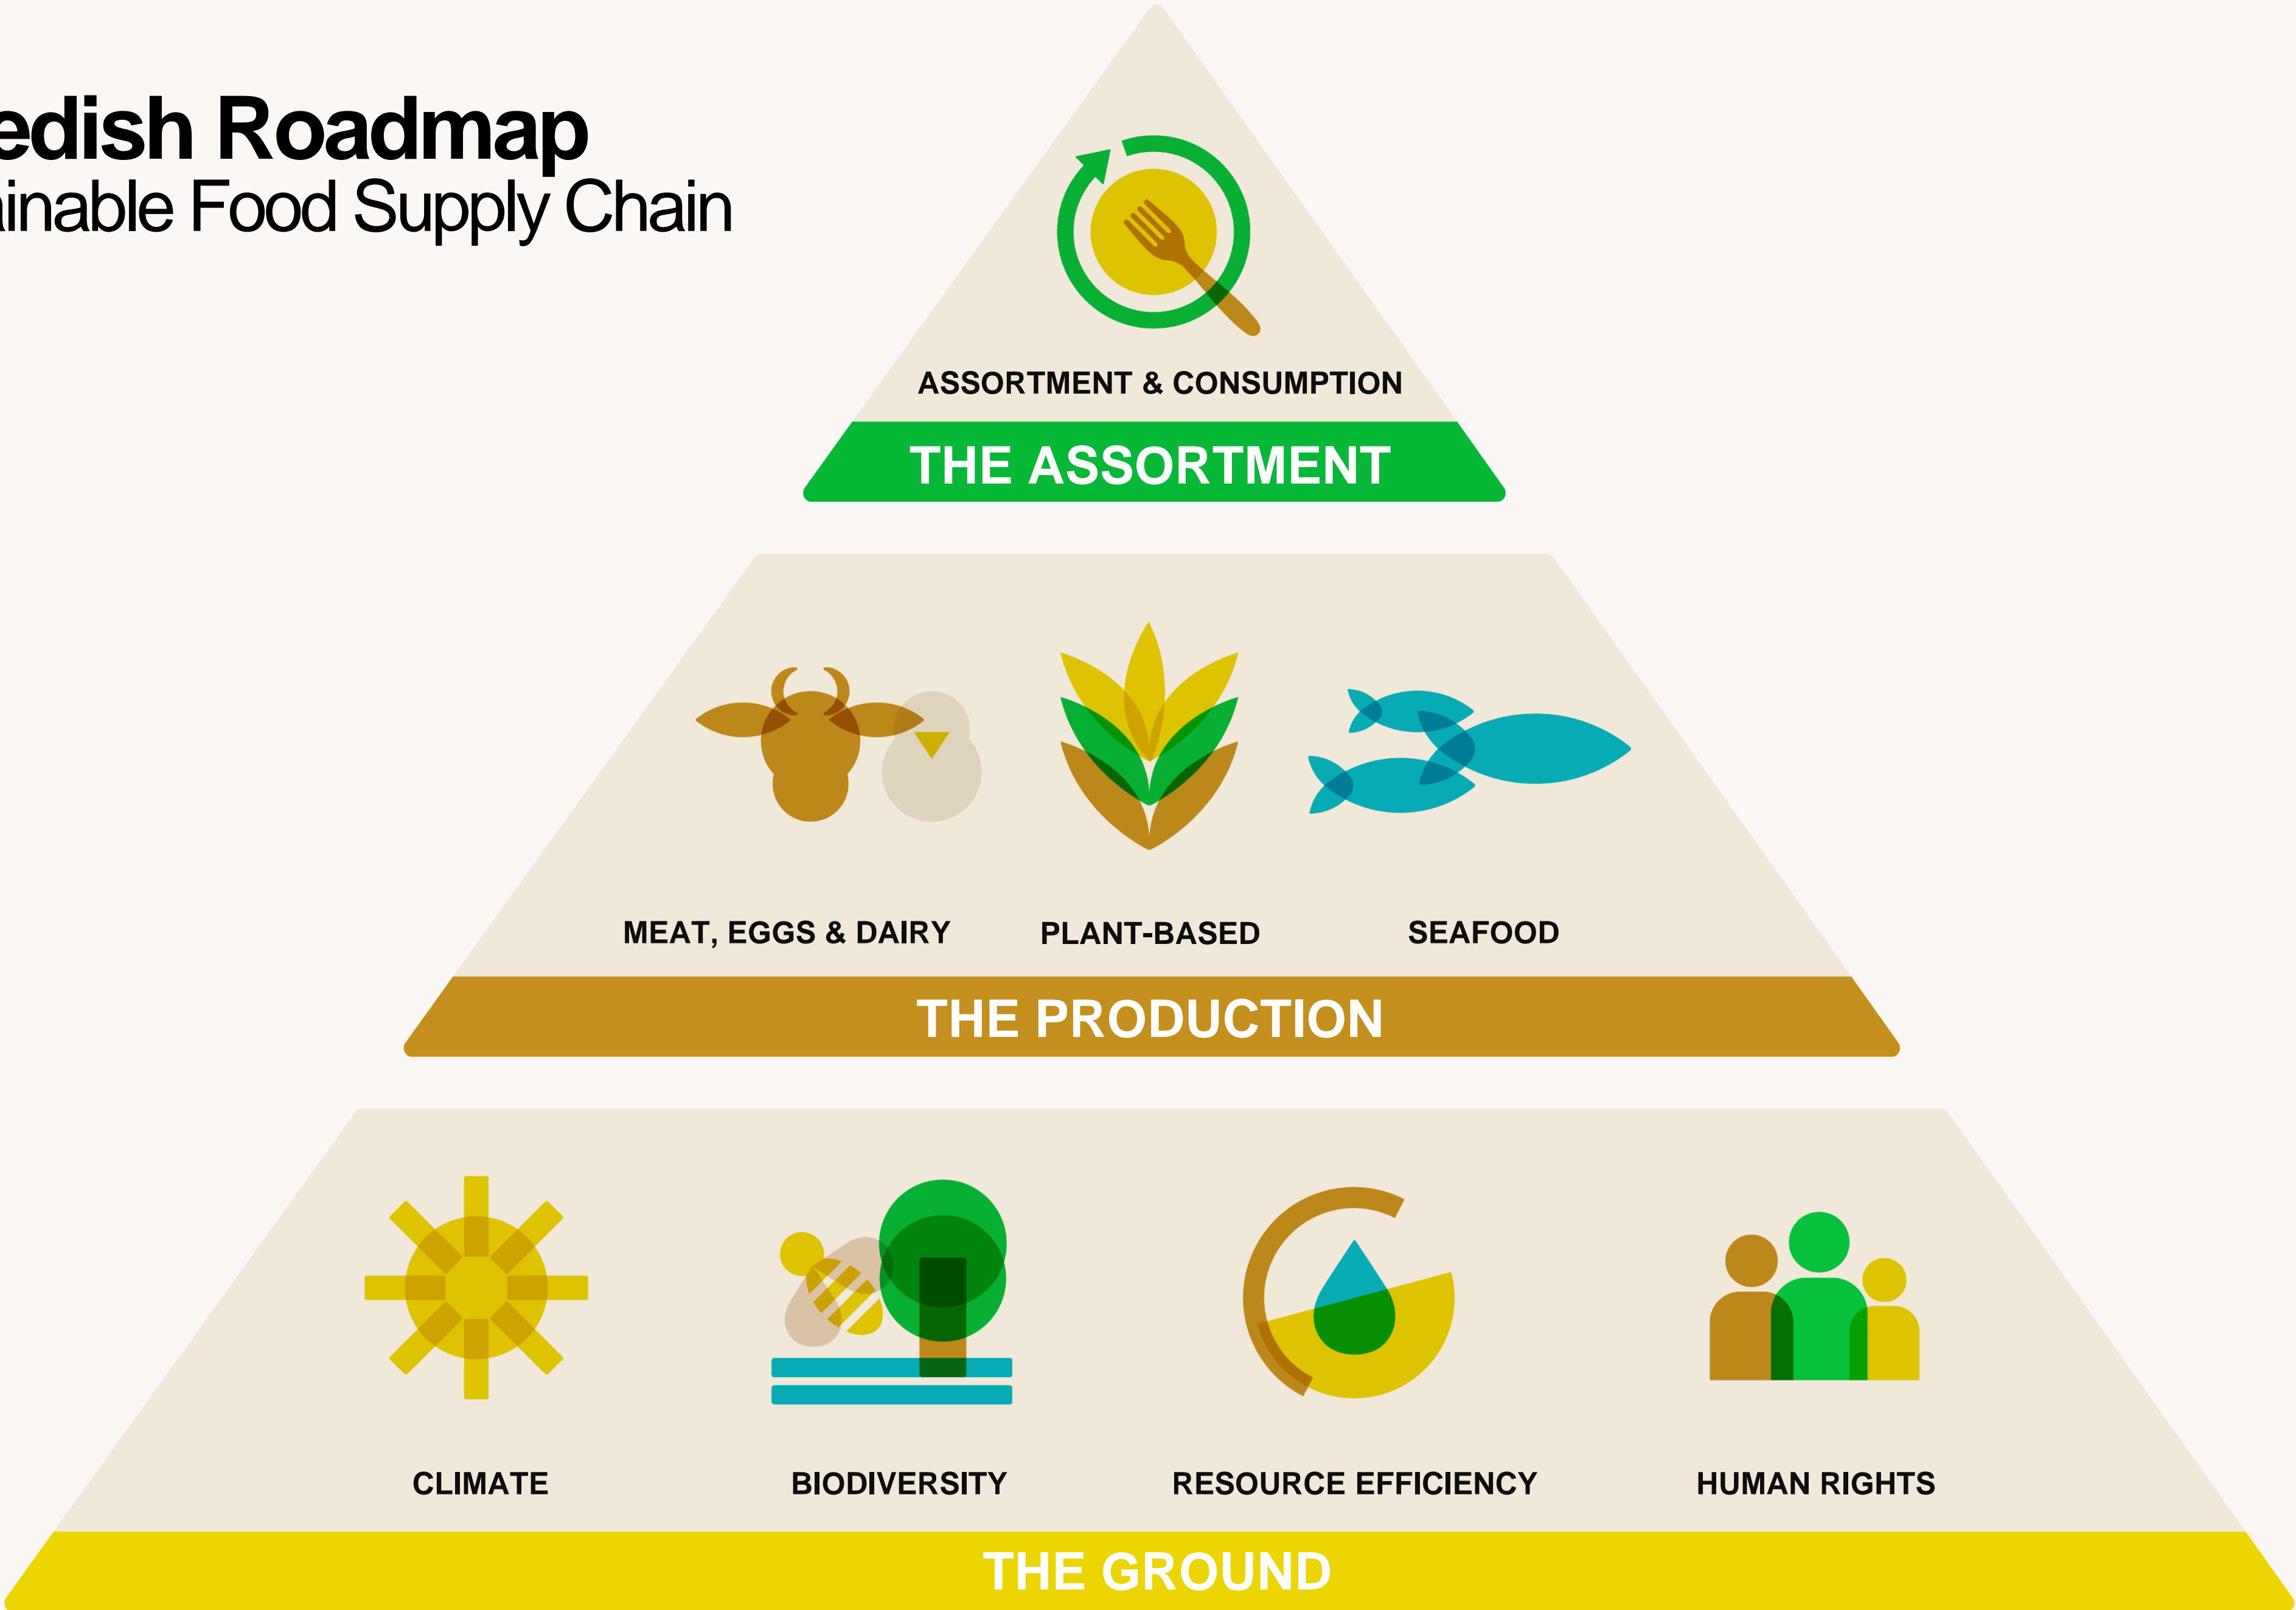 edish Roadmap
inable Food Supply Chain
ASSORTMENT & CONSUMPTION
THE ASSORTMENT
MEAT, EGGS & DAIRY
PLANT-BASED
SEAFOOD
THE PRODUCTION
CLIMATE
BIODIVERSITY
RESOURCE EFFICIENCY
HUMAN RIGHTS
THE GROUND